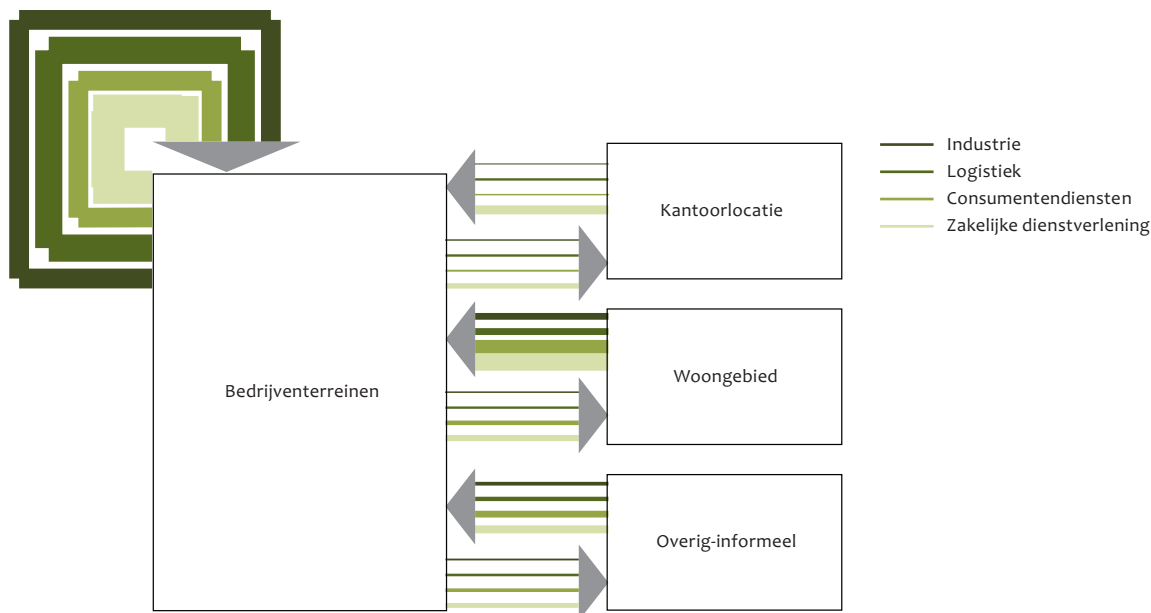 Industrie
Logistiek
Consumentendiensten
Zakelijke dienstverlening
Kantoorlocatie
Woongebied
Bedrijventerreinen
Overig-informeel